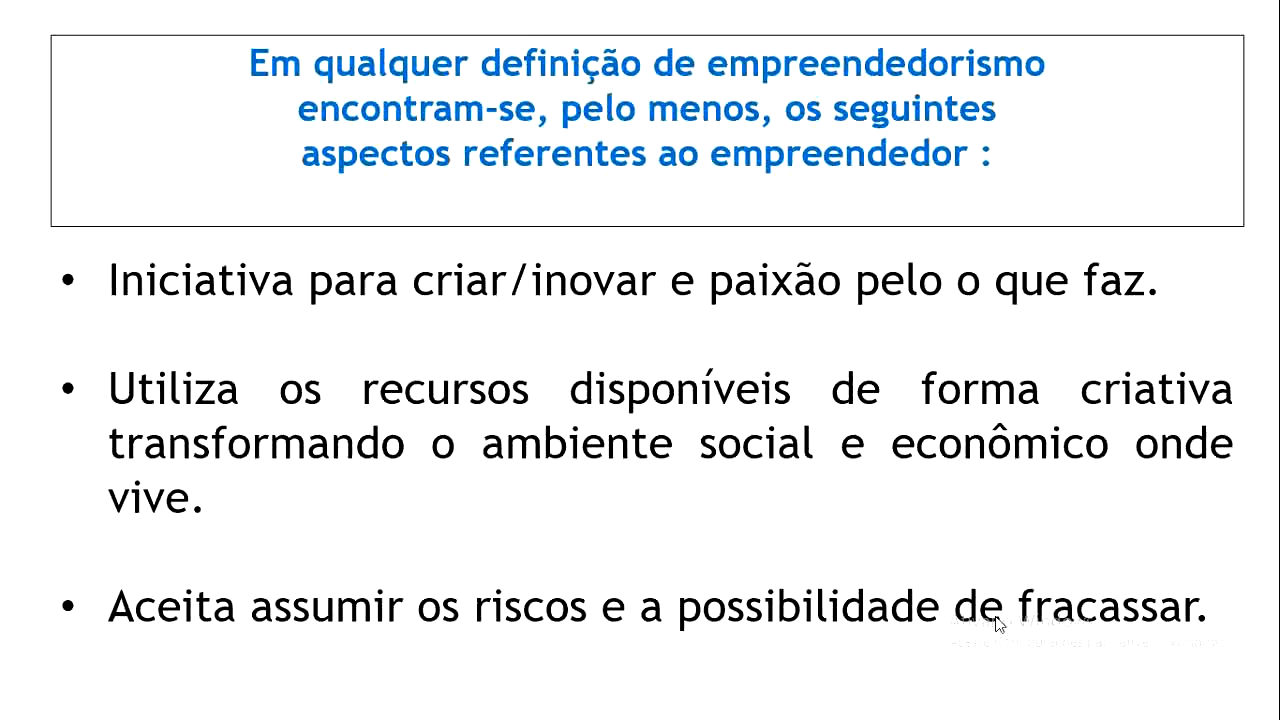 Em qualquer definição de empreendedorismo
encontram-se, pelo menos, os seguintes
aspectos referentes ao empreendedor :
• Iniciativa para criar/inovar e paixão pelo o que faz.
• Utiliza os recursos disponíveis de forma criativa
transformando o ambiente social e econômico onde
vive.
• Aceita assumir os riscos e a possibilidade de fracassar.